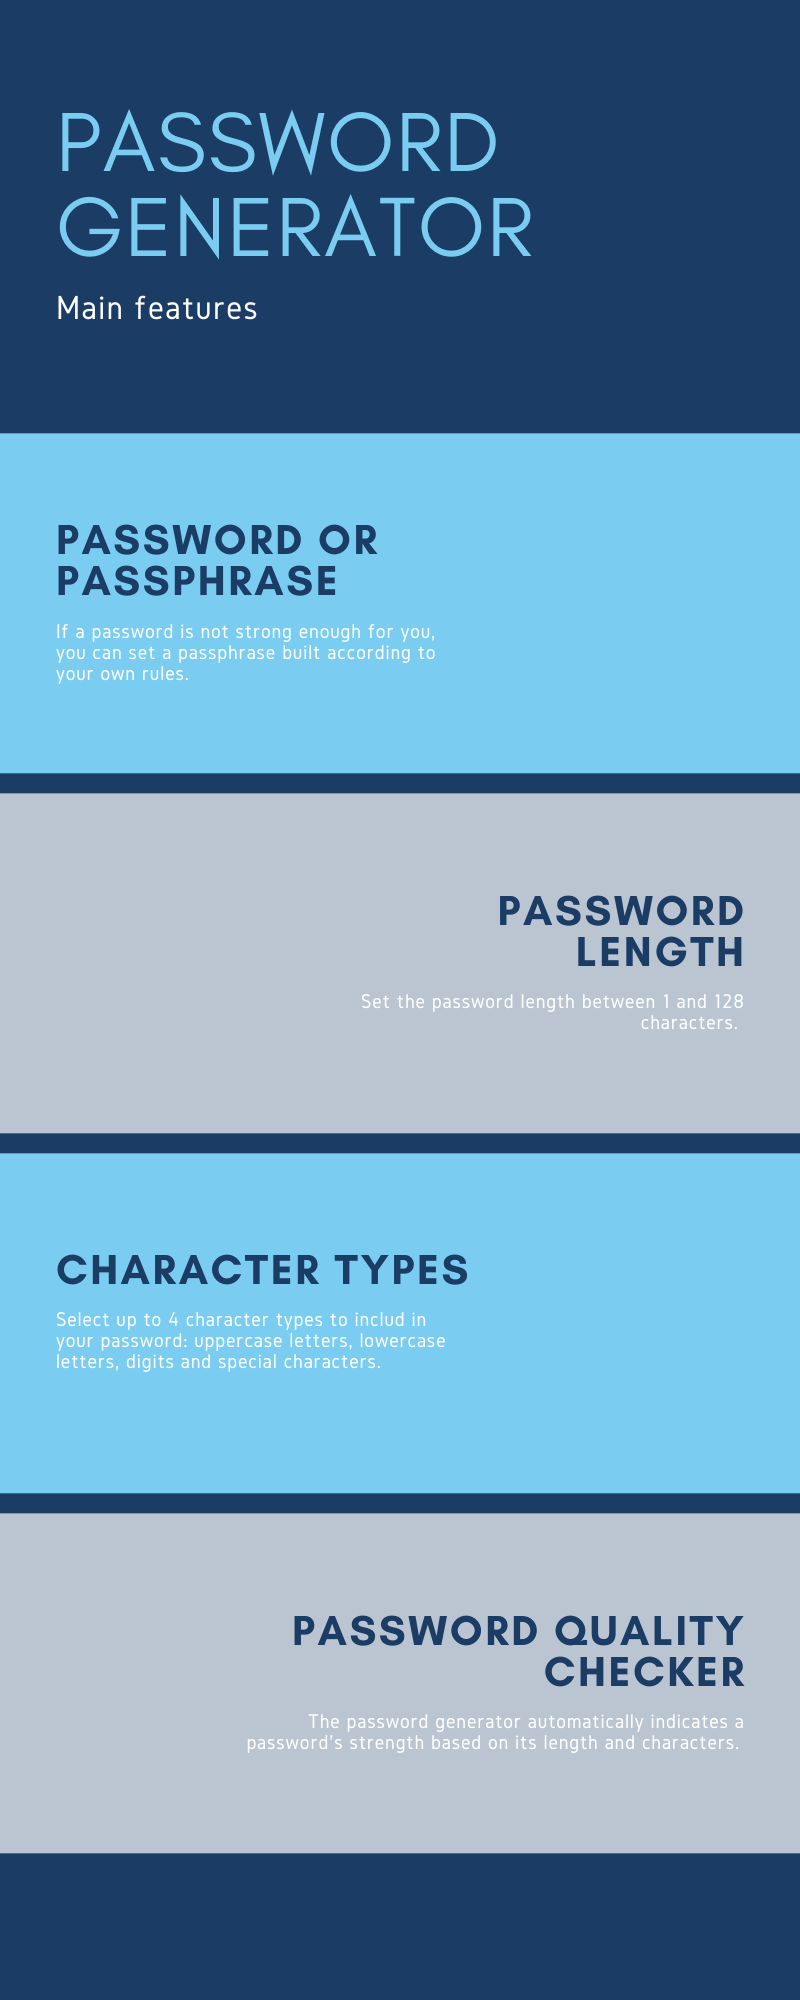 PASSWORD
GENERATOR
Main features
PASSWORD OR
PASSPHRASE
If a password is not strong enough for you,
you can set a passphrase built according to
your own rules.
PASSWORD
LENGTH
Set the password length between 1 and 128
characters.
CHARACTER TYPES
Select up to 4 character types to includ in
your password: uppercase letters, lowercase
letters, digits and special characters.
PASSWORD QUALITY
CHECKER
The password generator automatically indicates a
password's strength based on its length and characters.